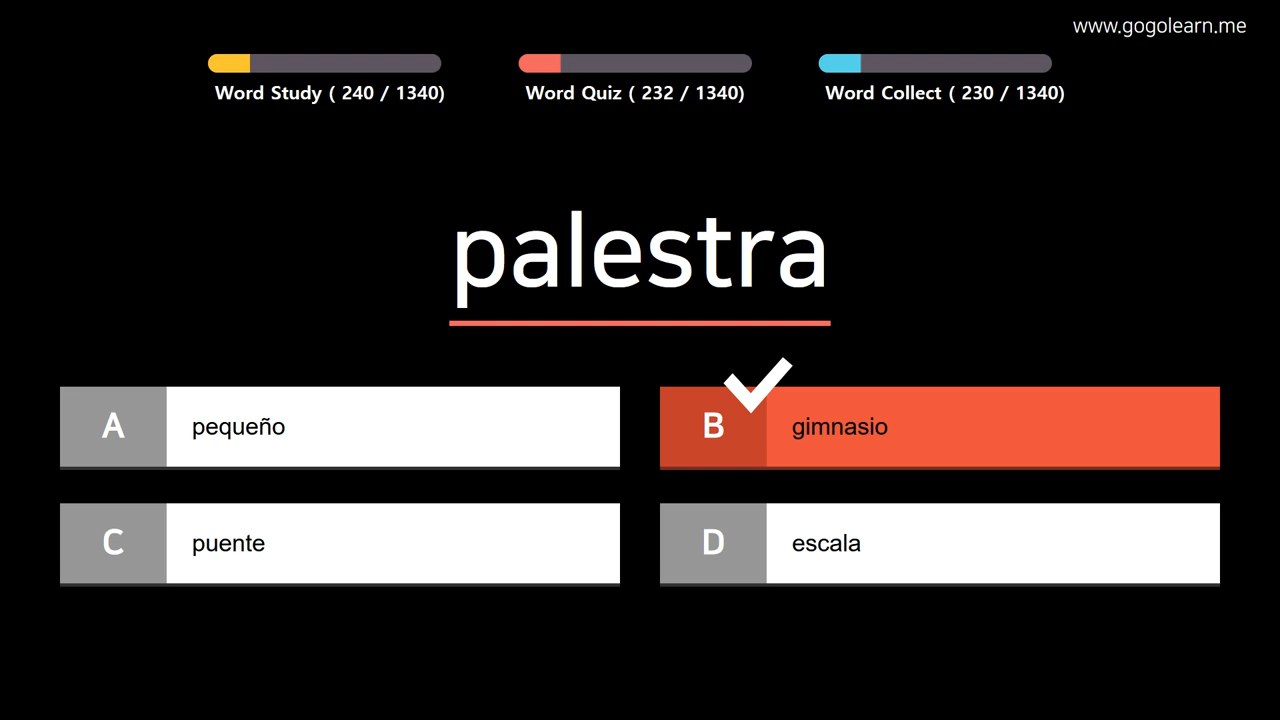 www.gogolearn.me
Word Study ( 240 / 1340)
Word Quiz ( 232 / 1340)
Word Collect ( 230 / 1340)
palestra
A pequeño
B gimnasio
C puente
D escala